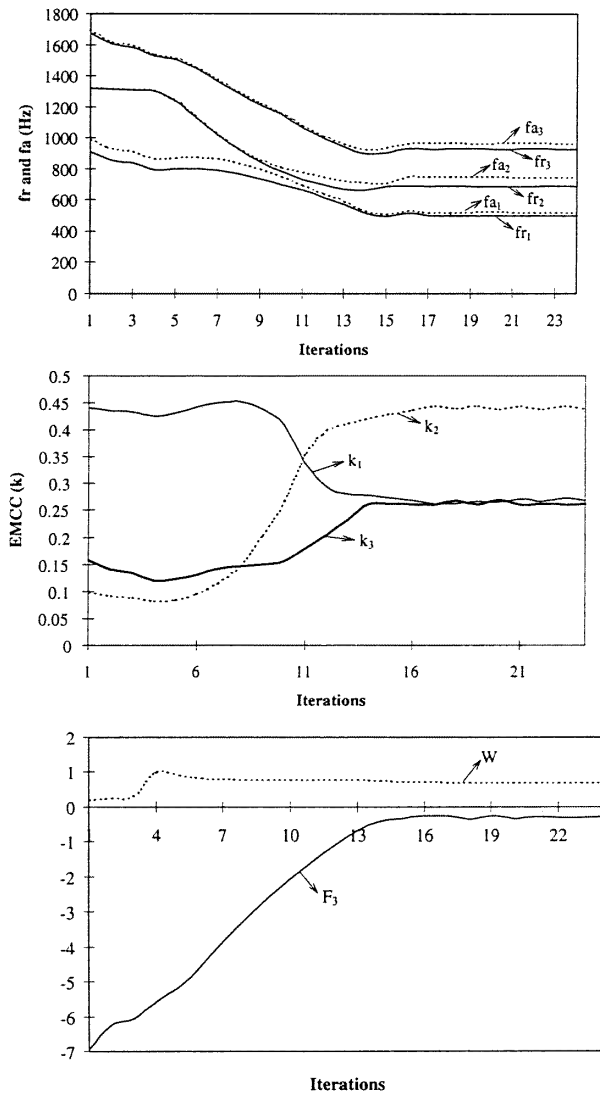 1800
1600
1400
1200
1000
800
600
400
200
0
fr and fa (Hz)
fa3
fr3
fa2
fr2
fa1
fr1
1 3 5 7 9 11 13 15 17 19 21 23
Iterations
0.5
0.45
0.4
0.35
0.3
0.25
0.2
0.15
0.1
0.05
0
EMCC (k)
k2
k1
k3
1 6 11 16 21
Iterations
2
1
0
-1
-2
-3
-4
-5
-6
-7
W
1 4 7 10 13 16 19 22
F3
Iterations